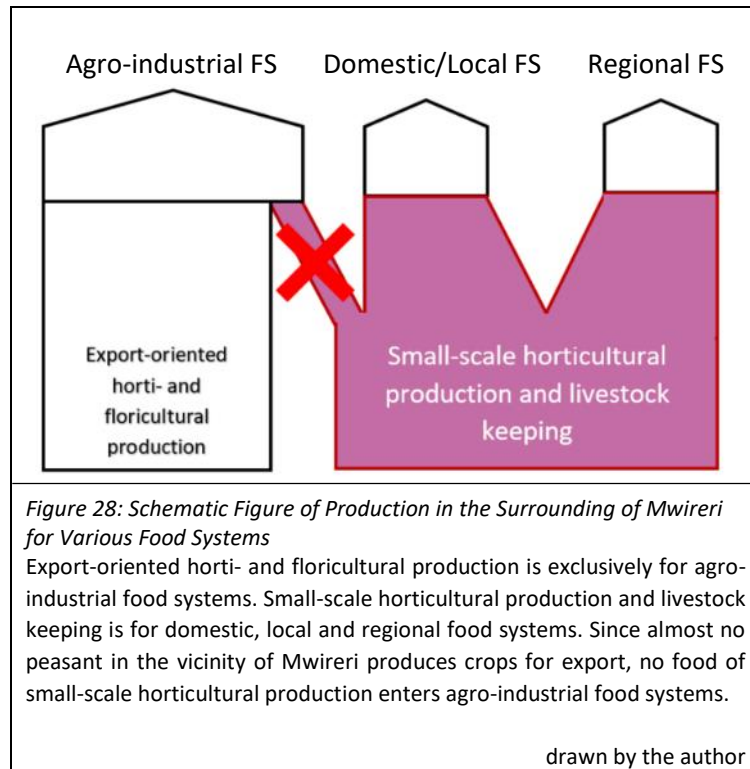 Agro-industrial FS Domestic/Local FS Regional FS
Export-oriented
horti- and
floricultural
production
Small-scale horticultural
production and livestock
keeping
Figure 28: Schematic Figure of Production in the Surrounding of Mwireri
for Various Food Systems
Export-oriented horti- and floricultural production is exclusively for agro-
industrial food systems. Small-scale horticultural production and livestock
keeping is for domestic, local and regional food systems. Since almost no
peasant in the vicinity of Mwireri produces crops for export, no food of
small-scale horticultural production enters agro-industrial food systems.
drawn by the author